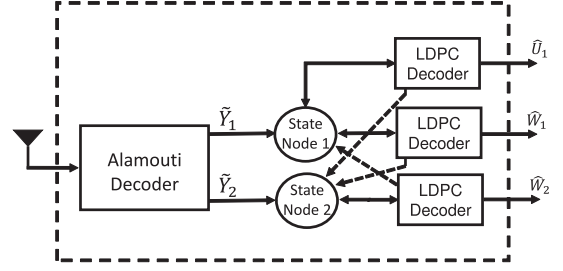 LDPC
Decoder
Û₁
Ỹ₁
State
Node 1
LDPC
Decoder
Ŵ₁
Alamouti
Decoder
Ỹ₂
State
Node 2
LDPC
Decoder
Ŵ₂